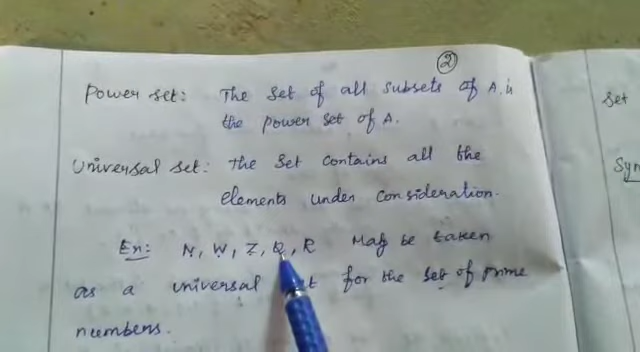 2
Power set: The set of all subsets of A, is
the power set of A.
Universal set: The set contains all the
elements under consideration.
Ex: N, W, Z, Q, R May be taken
as a universal for the set of prime
numbers.
Set